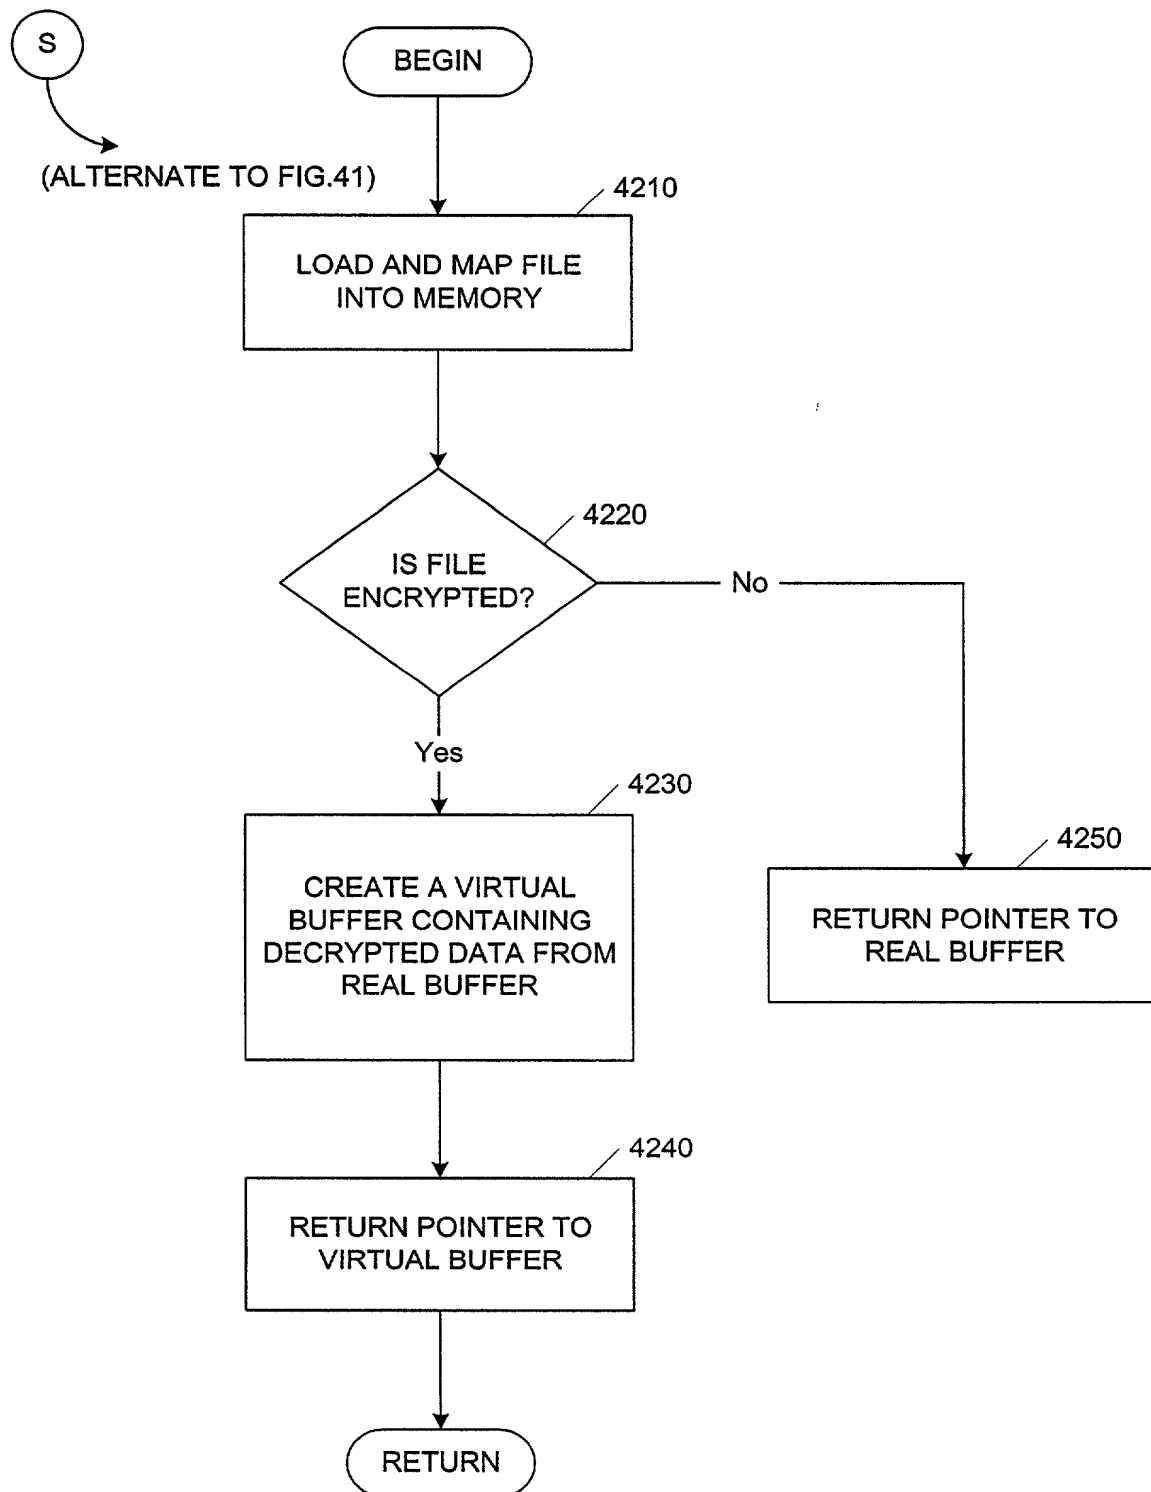 S
BEGIN
(ALTERNATE TO FIG.41)
4210
LOAD AND MAP FILE
INTO MEMORY
4220
IS FILE
ENCRYPTED?
No
Yes
4230
CREATE A VIRTUAL
BUFFER CONTAINING
DECRYPTED DATA FROM
REAL BUFFER
4250
RETURN POINTER TO
REAL BUFFER
4240
RETURN POINTER TO
VIRTUAL BUFFER
RETURN